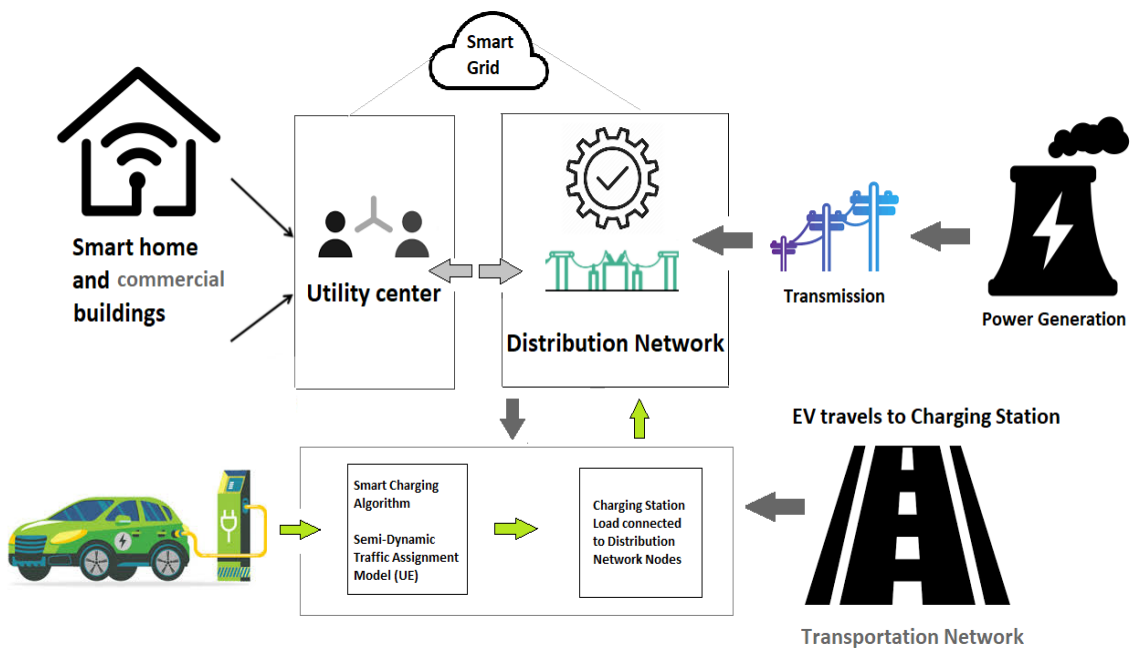 Smart
Grid
Smart home
and commercial
buildings
Utility center
Distribution Network
Transmission
Power Generation
EV travels to Charging Station
Smart Charging
Algorithm
Semi-Dynamic
Traffic Assignment
Model (UE)
Charging Station
Load connected
to Distribution
Network Nodes
Transportation Network